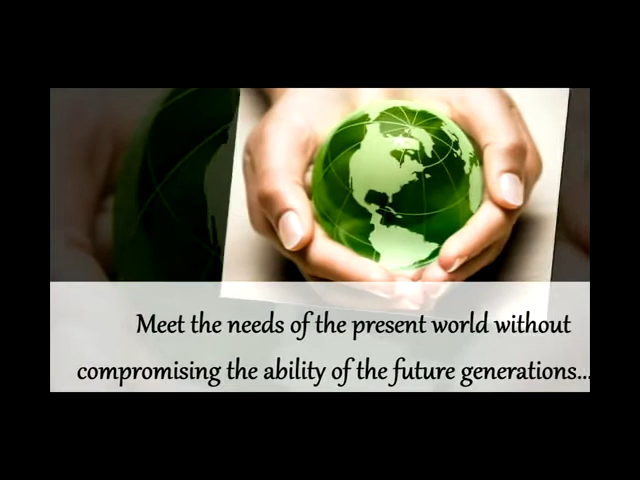 Meet the needs of the present world without
compromising the ability of the future generations...